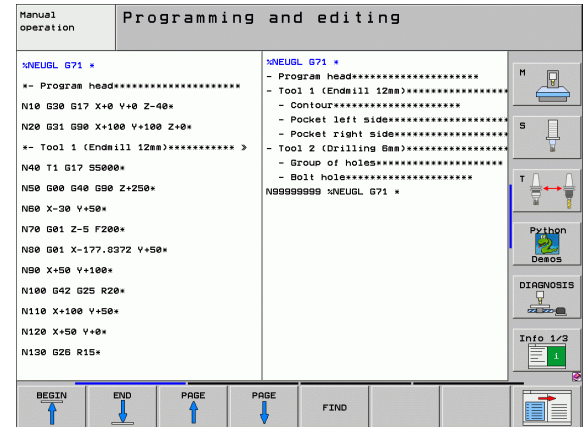 Manual
operation
Programming and editing
%NEUGL G71 *
*- Program head**********************
N10 G30 G17 X+0 Y+0 Z-40*
N20 G31 G90 X+100 Y+100 Z+0*
*- Tool 1 (Endmill 12mm)*********** »
N40 T1 G17 S5000*
N50 G00 G40 G90 Z+250*
N60 X-30 Y+50*
N70 G01 Z-5 F200*
N80 G01 X-177.8372 Y+50*
N90 X+50 Y+100*
N100 G42 G25 R20*
N110 X+100 Y+50*
N120 X+50 Y+0*
N130 G26 R15*
%NEUGL G71 *
- Program head**********************
- Tool 1 (Endmill 12mm)*************
- Contour**********************
- Pocket left side********************
- Pocket right side*******************
- Tool 2 (Drilling 6mm)*************
- Group of holes**********************
- Bolt hole**********************
N99999999 %NEUGL G71 *
M
S
T
Python
Demos
DIAGNOSIS
Info 1/3
i
BEGIN
END
PAGE
PAGE
FIND